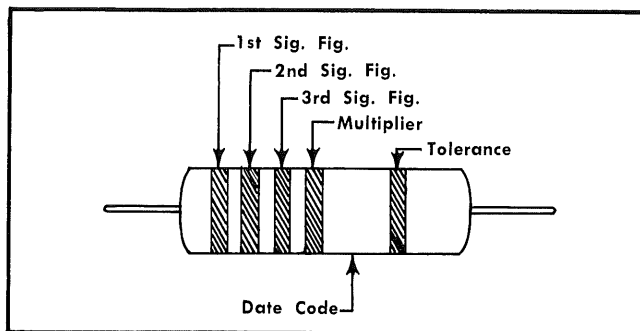 1st Sig. Fig.
2nd Sig. Fig.
3rd Sig. Fig.
Multiplier
Tolerance
Date Code